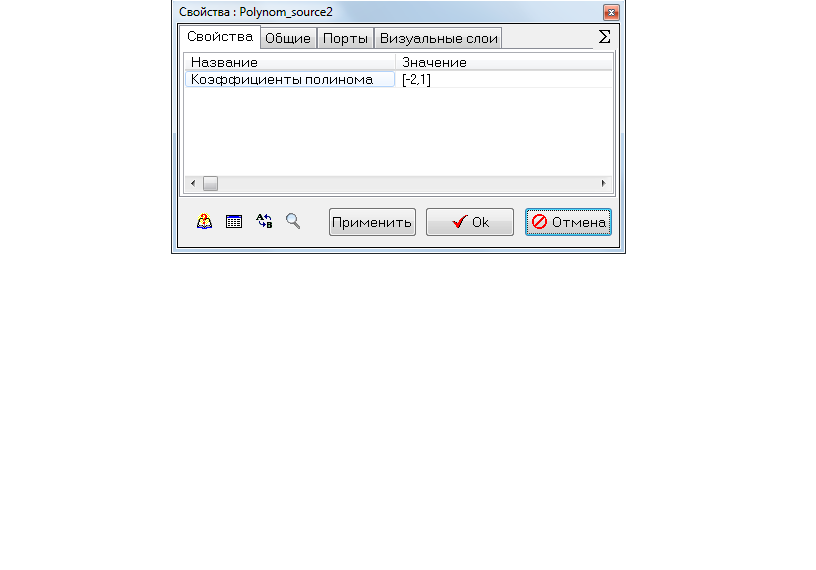 Свойства : Polynom_source2
Свойства Общие Порты Визуальные слои Σ
Название Значение
Коэффициенты полинома [-2,1]
Применить Ok Отмена